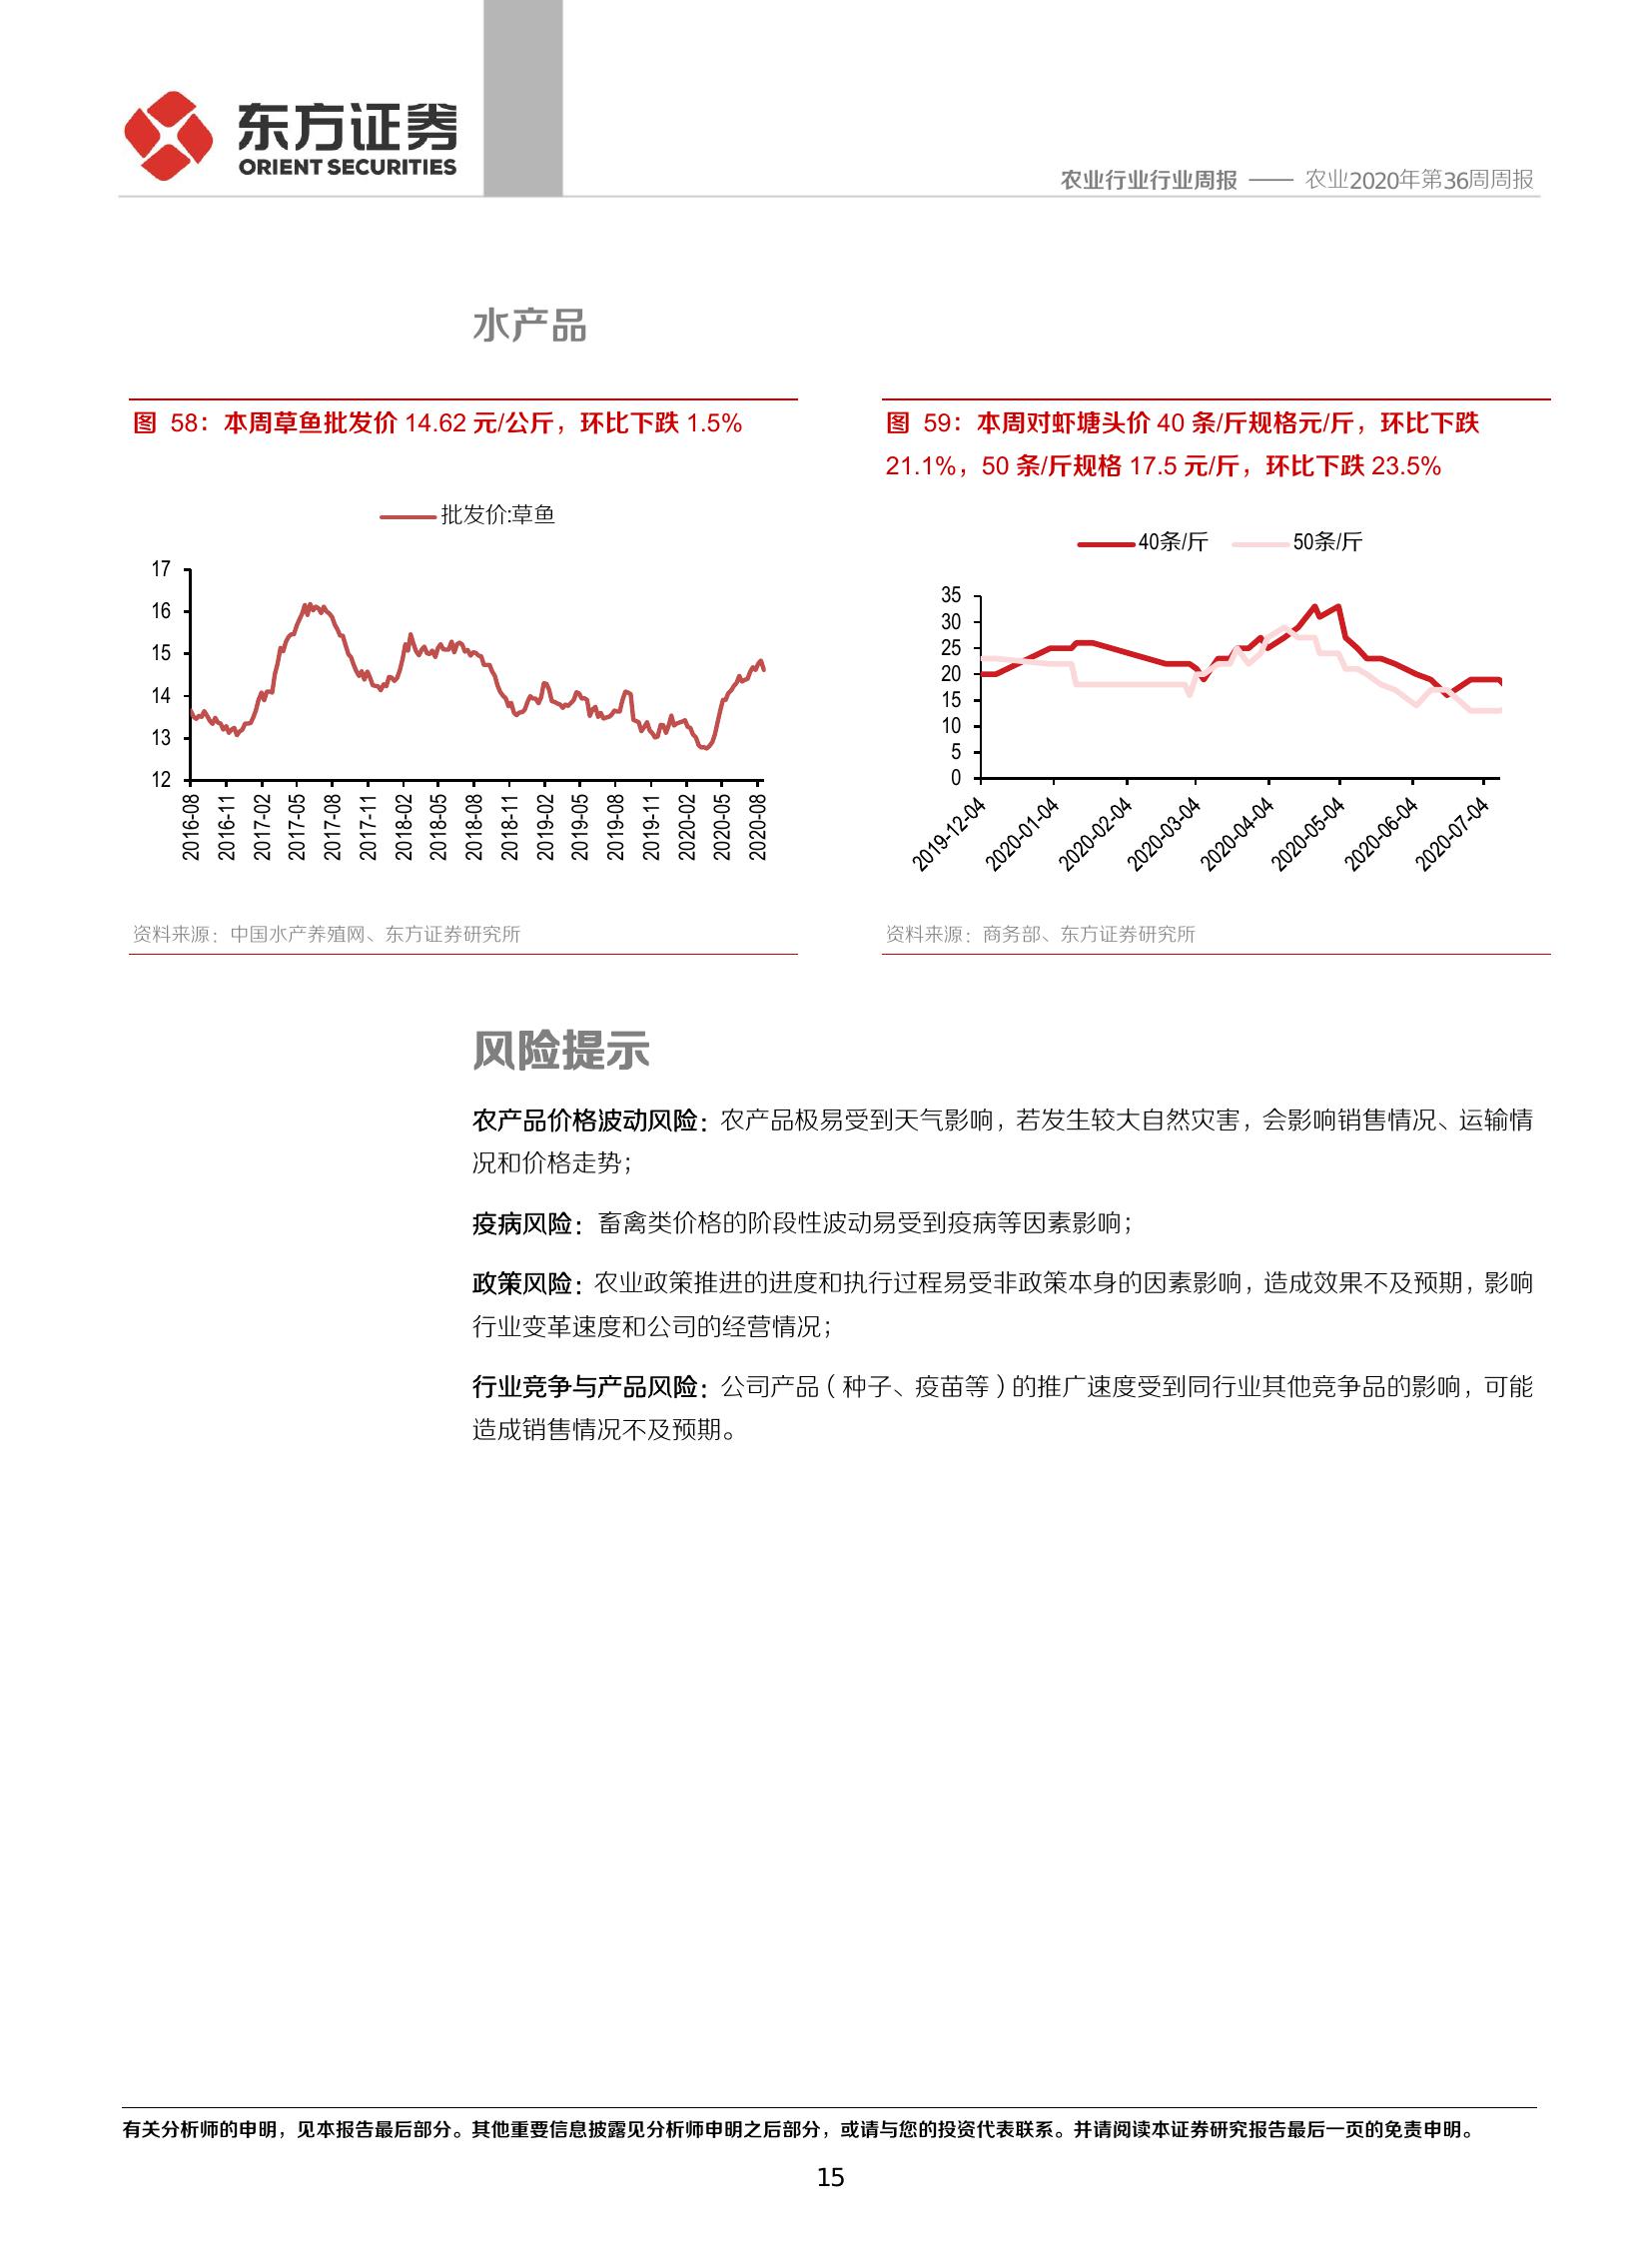 东方证券
ORIENT SECURITIES
农业行业行业周报 —— 农业2020年第36周周报
水产品
图 58：本周草鱼批发价 14.62 元/公斤，环比下跌 1.5%
批发价:草鱼
17
16
15
14
13
12
2016-08
2016-11
2017-02
2017-05
2017-08
2017-11
2018-02
2018-05
2018-08
2018-11
2019-02
2019-05
2019-08
2019-11
2020-02
2020-05
2020-08
资料来源：中国水产养殖网、东方证券研究所
图 59：本周对虾塘头价 40 条/斤规格元/斤，环比下跌
21.1%，50 条/斤规格 17.5 元/斤，环比下跌 23.5%
40条/斤 50条/斤
35
30
25
20
15
10
5
0
2019-12-04
2020-01-04
2020-02-04
2020-03-04
2020-04-04
2020-05-04
2020-06-04
2020-07-04
资料来源：商务部、东方证券研究所
风险提示
农产品价格波动风险：农产品极易受到天气影响，若发生较大自然灾害，会影响销售情况、运输情
况和价格走势；
疫病风险：畜禽类价格的阶段性波动易受到疫病等因素影响；
政策风险：农业政策推进的进度和执行过程易受非政策本身的因素影响，造成效果不及预期，影响
行业变革速度和公司的经营情况；
行业竞争与产品风险：公司产品（种子、疫苗等）的推广速度受到同行业其他竞争品的影响，可能
造成销售情况不及预期。
有关分析师的申明，见本报告最后部分。其他重要信息披露见分析师申明之后部分，或请与您的投资代表联系。并请阅读本证券研究报告最后一页的免责申明。
15